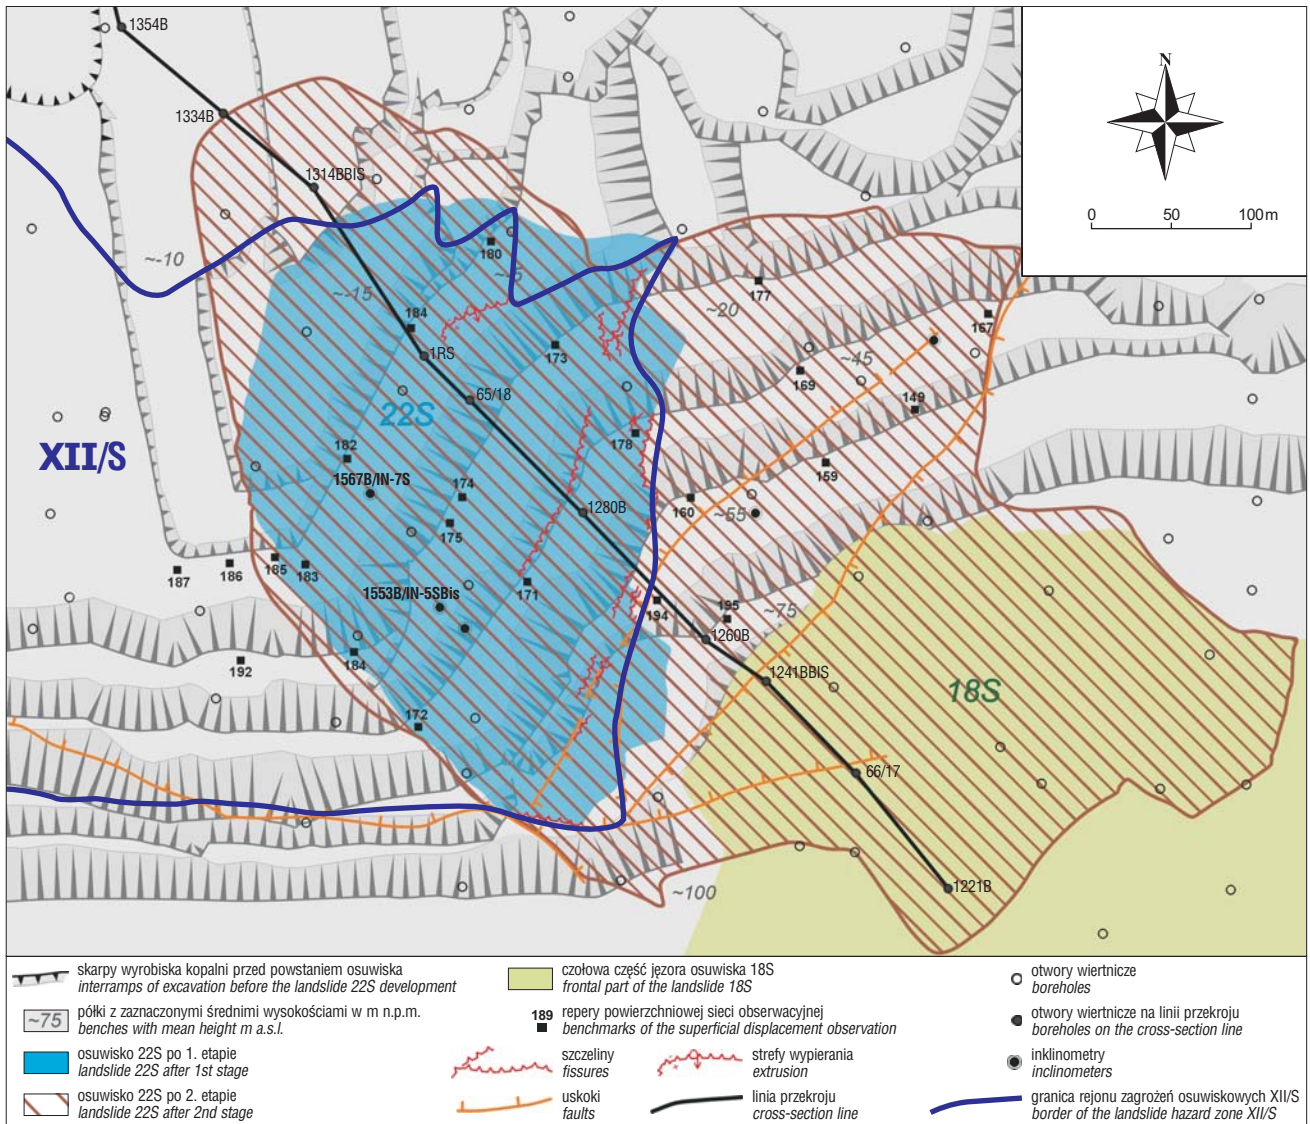 1354B
N
1334B
0 50 100 m
1314BBIS
180
~-10
~-5
177
~-15
~20
184
167
1RS
173
~45
169
65/18
149
22S
178
182
XII/S
159
1567B/IN-7S
174
160
1280B
~55
175
185
186
183
187
171
1553B/IN-5SBis
194
195
~75
1260B
184
192
1241BBIS
18S
172
66/17
~100
1221B
skarpy wyrobiska kopalni przed powstaniem osuwiska
interramps of excavation before the landslide 22S development
~75
półki z zaznaczonymi średnimi wysokościami w m n.p.m.
benches with mean height m a.s.l.
osuwisko 22S po 1. etapie
landslide 22S after 1st stage
osuwisko 22S po 2. etapie
landslide 22S after 2nd stage
czołowa część jęzora osuwiska 18S
frontal part of the landslide 18S
189
repery powierzchniowej sieci obserwacyjnej
benchmarks of the superficial displacement observation
szczeliny
fissures
strefy wypierania
extrusion
uskoki
faults
linia przekroju
cross-section line
otwory wiertnicze
boreholes
otwory wiertnicze na linii przekroju
boreholes on the cross-section line
inklinometry
inclinometers
granica rejonu zagrożeń osuwiskowych XII/S
border of the landslide hazard zone XII/S